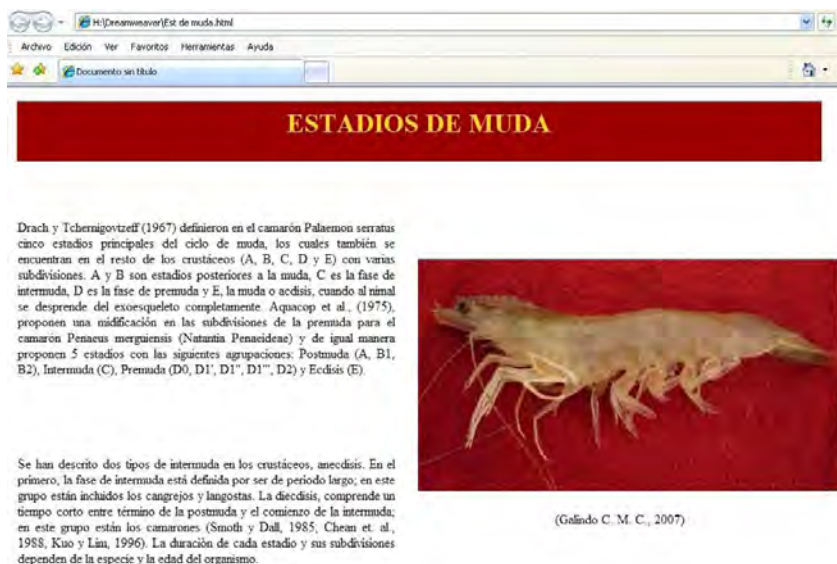 H:\Dreamweaver\Est de muda.html
Archivo Edición Ver Favoritos Herramientas Ayuda
Documento sin título
ESTADIOS DE MUDA
Drach y Tchernigovtzeff (1967) definieron en el camarón Palaemon serratus
cinco estadios principales del ciclo de muda, los cuales también se
encuentran en el resto de los crustáceos (A, B, C, D y E) con varias
subdivisiones. A y B son estadios posteriores a la muda, C es la fase de
intermuda, D es la fase de premuda y E, la muda o acdisis, cuando al nimal
se desprende del exoesqueleto completamente. Aquacop et al., (1975),
proponen una midificación en las subdivisiones de la premuda para el
camarón Penaeus merguiensis (Natantia Penaeideae) y de igual manera
proponen 5 estadios con las siguientes agrupaciones: Postmuda (A, B1,
B2), Intermuda (C), Premuda (D0, D1', D1'', D1''', D2) y Ecdisis (E).
Se han descrito dos tipos de intermuda en los crustáceos, anecdisis. En el
primero, la fase de intermuda está definida por ser de periodo largo; en este
grupo están incluidos los cangrejos y langostas. La diecdisis, comprende un
tiempo corto entre término de la postmuda y el comienzo de la intermuda;
en este grupo están los camarones (Smoth y Dall, 1985, Chean et. al.,
1988, Kuo y Lim, 1996). La duración de cada estadio y sus subdivisiones
dependen de la especie y la edad del organismo.
(Galindo C. M. C., 2007)